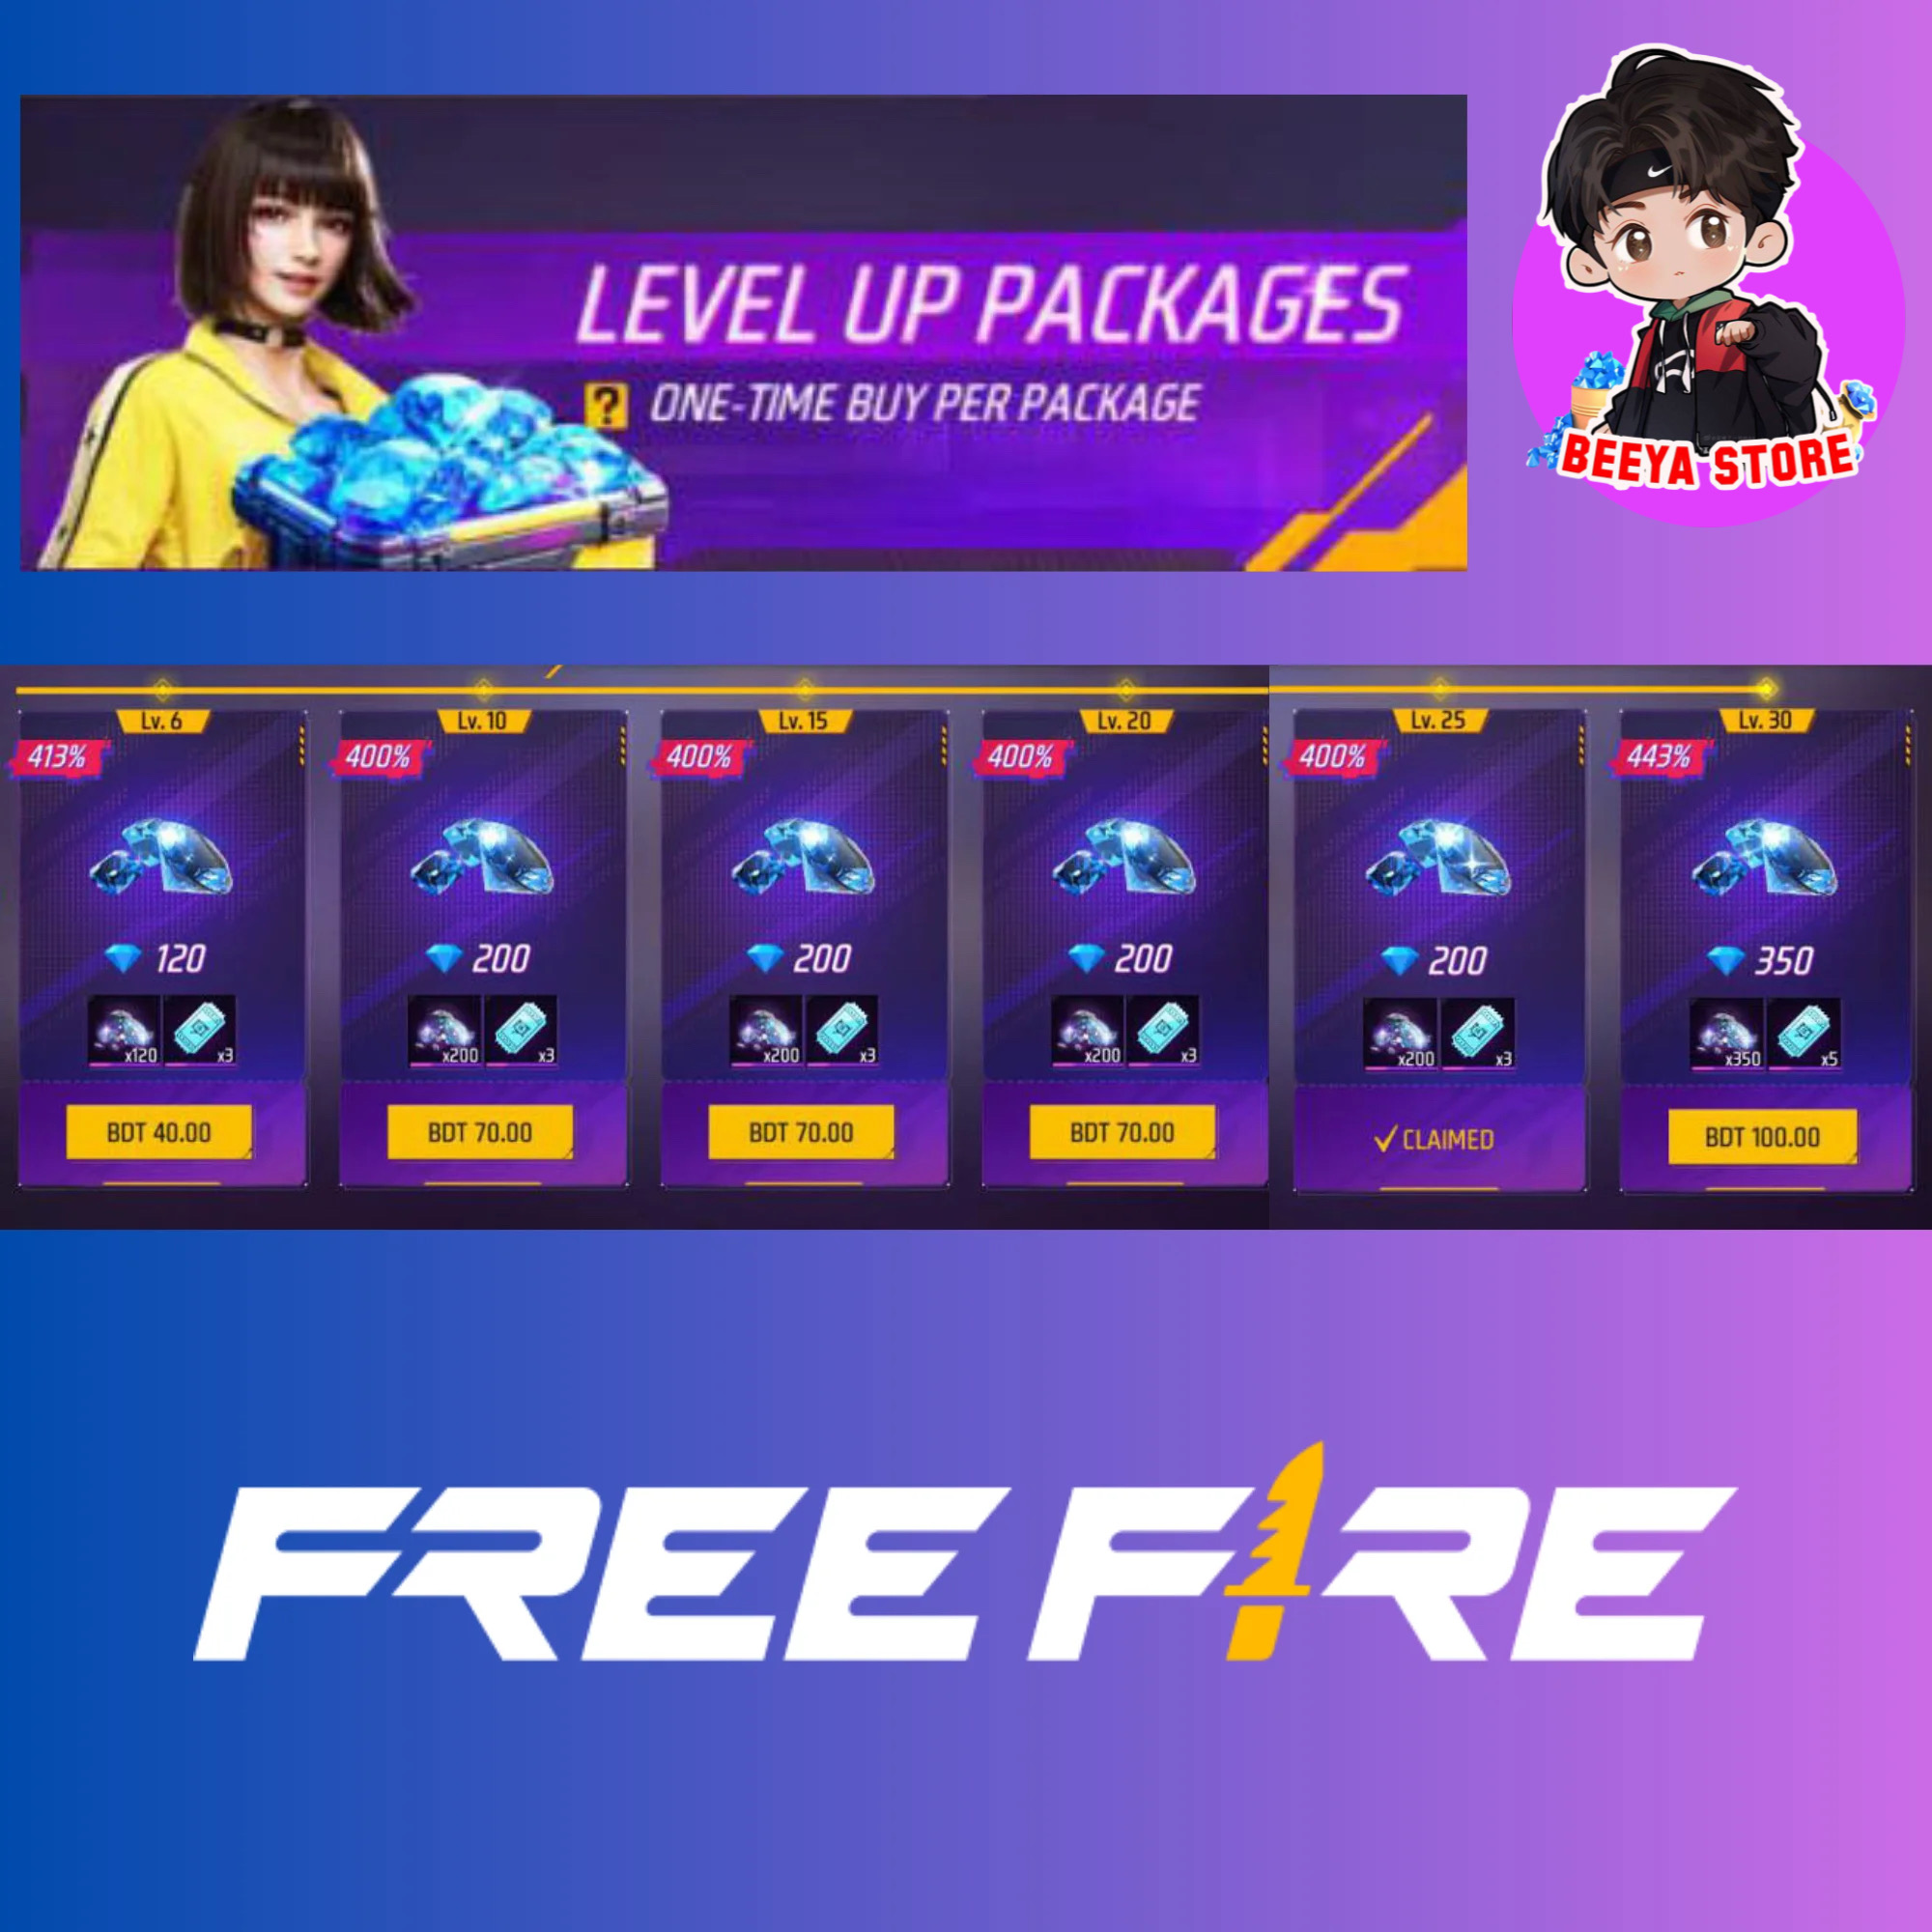 LEVEL UP PACKAGES
? ONE-TIME BUY PER PACKAGE
BEEYA STORE
Lv. 6
413%
120
x120 x3
BDT 40.00
Lv. 10
400%
200
x200 x3
BDT 70.00
Lv. 15
400%
200
x200 x3
BDT 70.00
Lv. 20
400%
200
x200 x3
BDT 70.00
Lv. 25
400%
200
x200 x3
CLAIMED
Lv. 30
443%
350
x350 x5
BDT 100.00
FREE FIRE